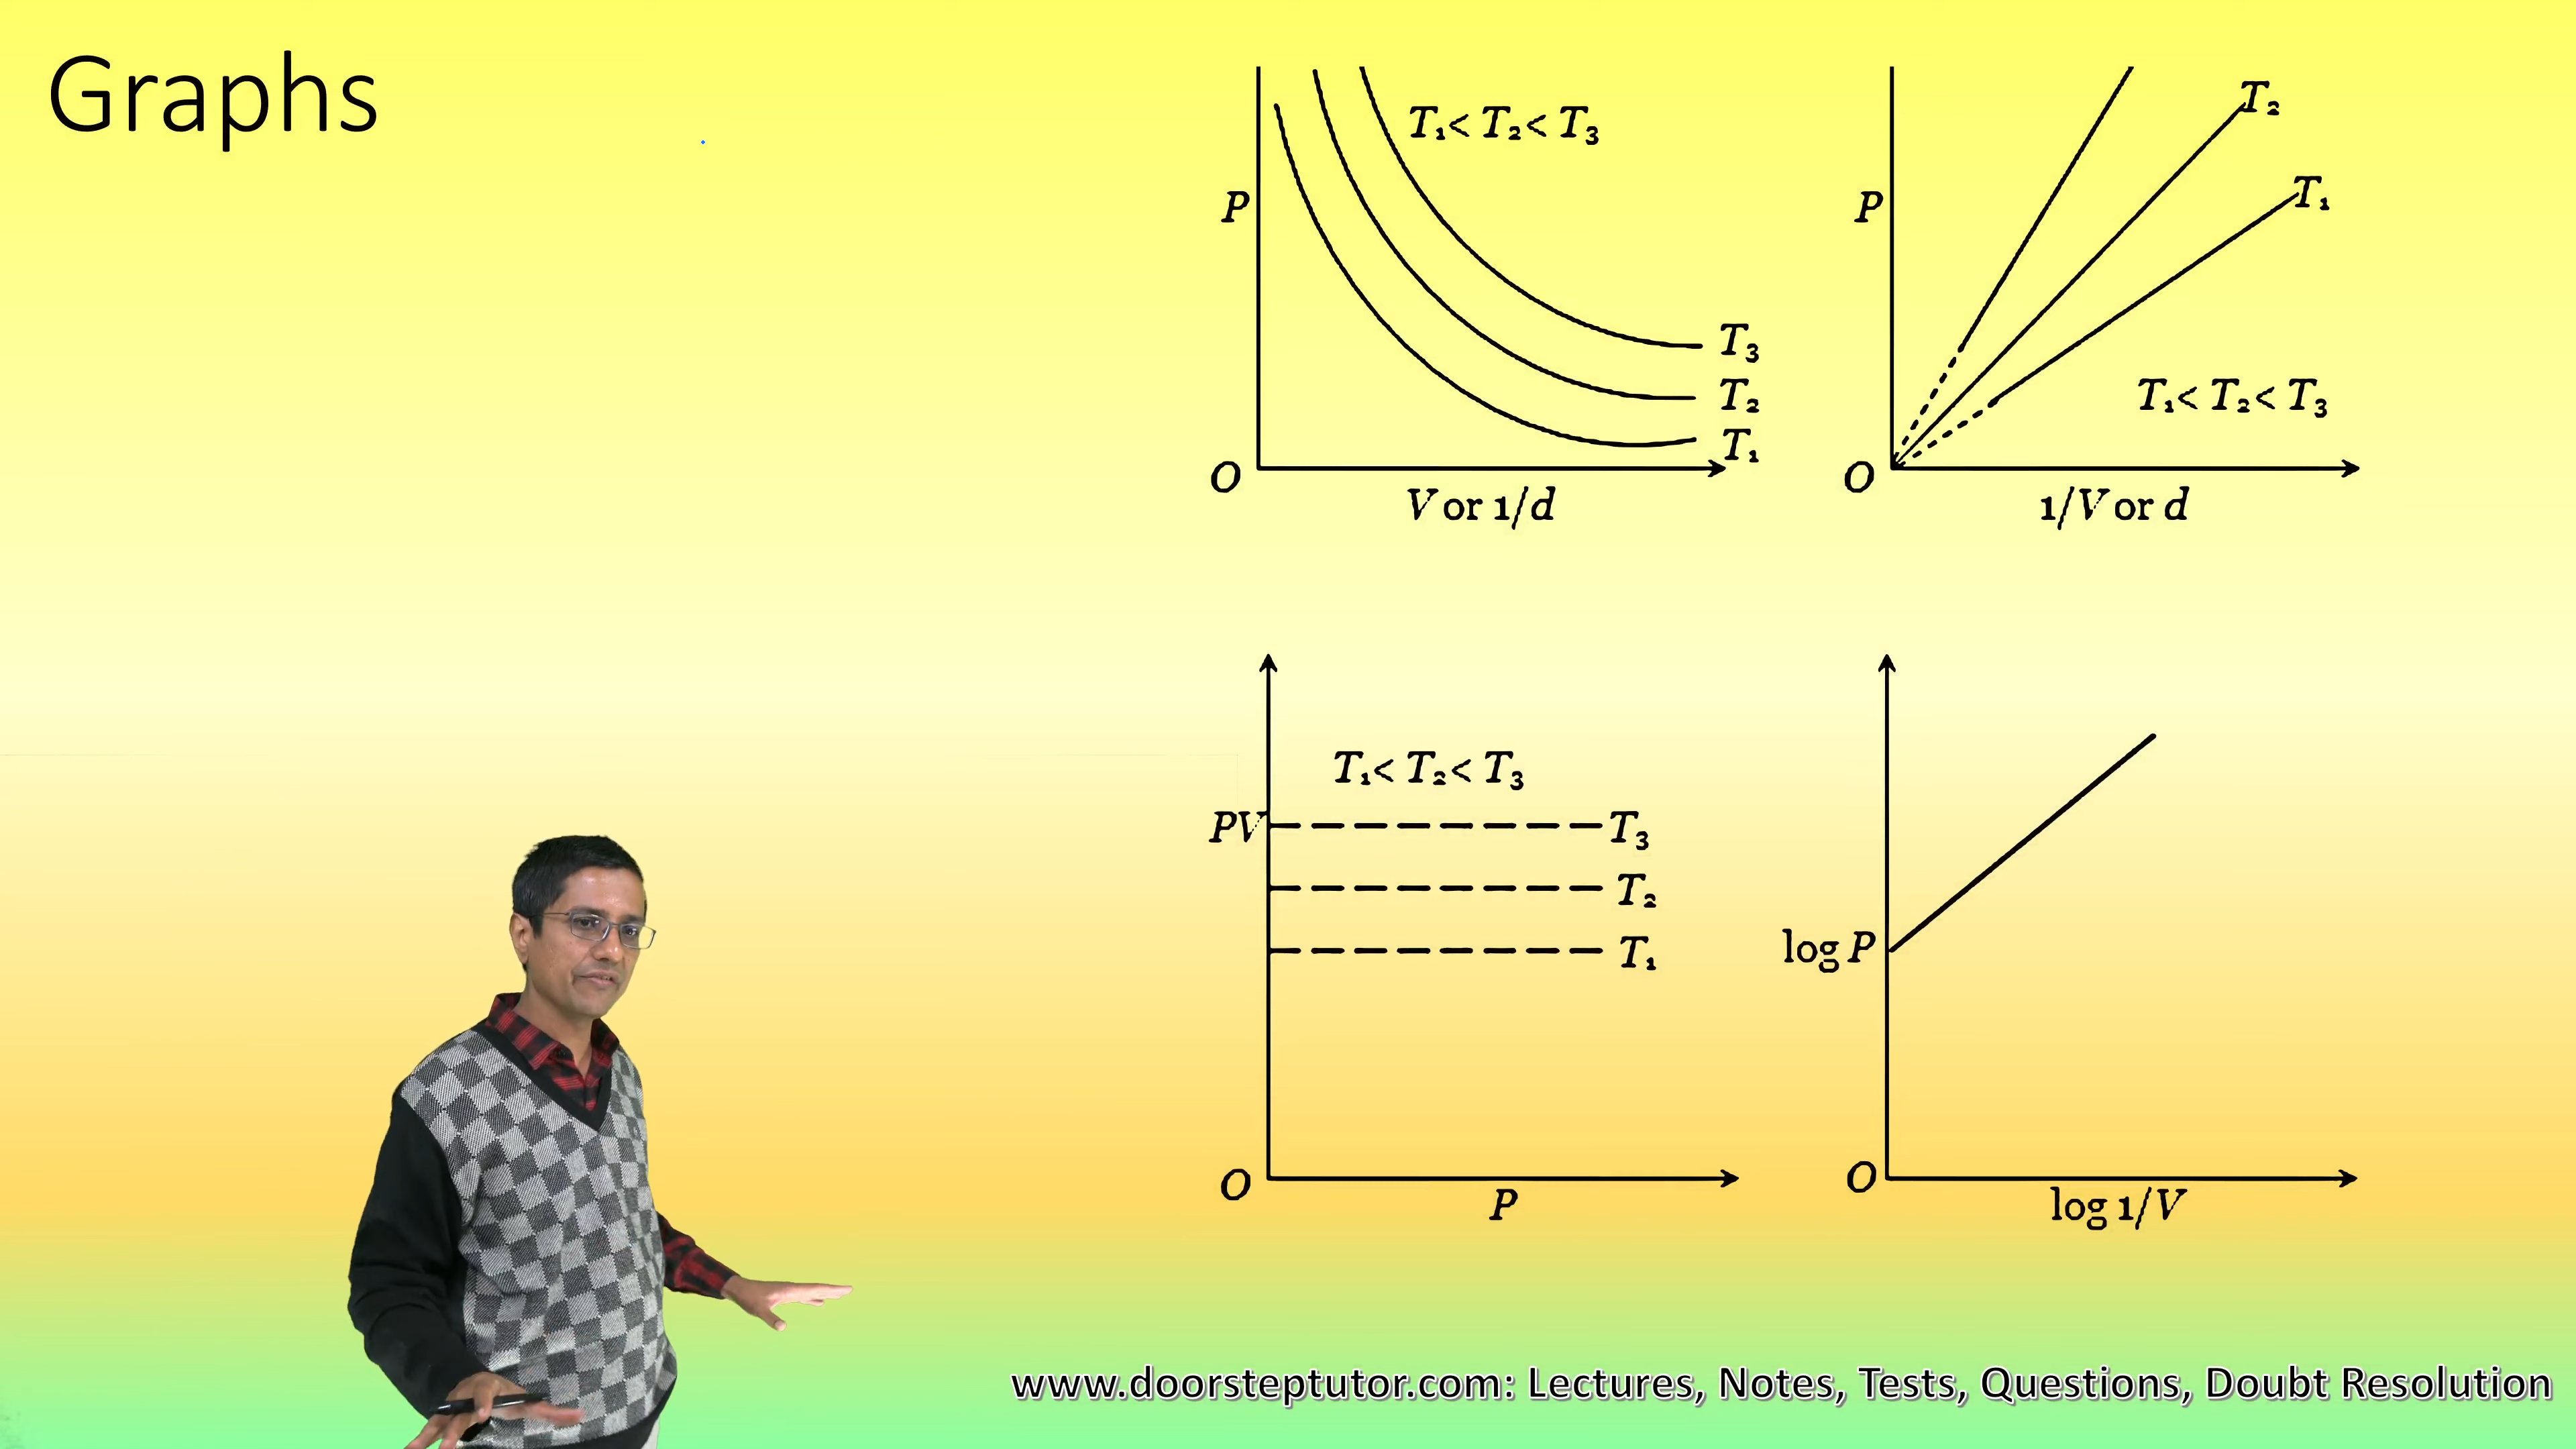 Graphs
T₁< T₂< T₃
P
T₃
T₂
T₁
O
V or 1/d
T₂
T₁
P
T₁< T₂< T₃
O
1/V or d
T₁< T₂< T₃
PV
T₃
T₂
T₁
O
P
log P
O
log 1/V
www.doorsteptutor.com: Lectures, Notes, Tests, Questions, Doubt Resolution